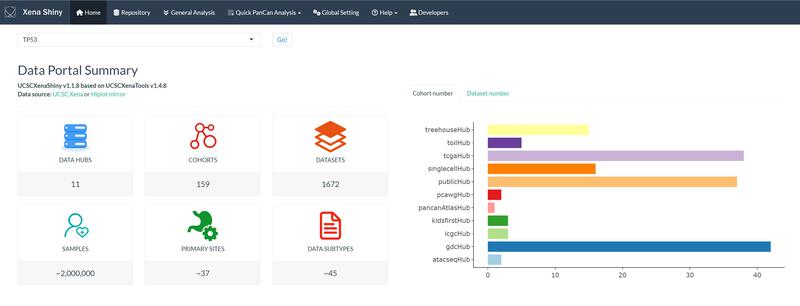 Xena Shiny Home Repository General Analysis Quick PanCan Analysis Global Setting Help Developers
TP53 Go!
Data Portal Summary
UCSCXenaShiny v1.1.8 based on UCSCXenaTools v1.4.8
Data source: UCSC Xena or Hiplot mirror
DATA HUBS COHORTS DATASETS
11 159 1672
SAMPLES PRIMARY SITES DATA SUBTYPES
~2,000,000 ~37 ~45
Cohort number Dataset number
treehouseHub
toilHub
tcgaHub
singlecellHub
publicHub
pcawgHub
pancanAtlasHub
kidsfirstHub
icgcHub
gdcHub
atacseqHub
0 10 20 30 40